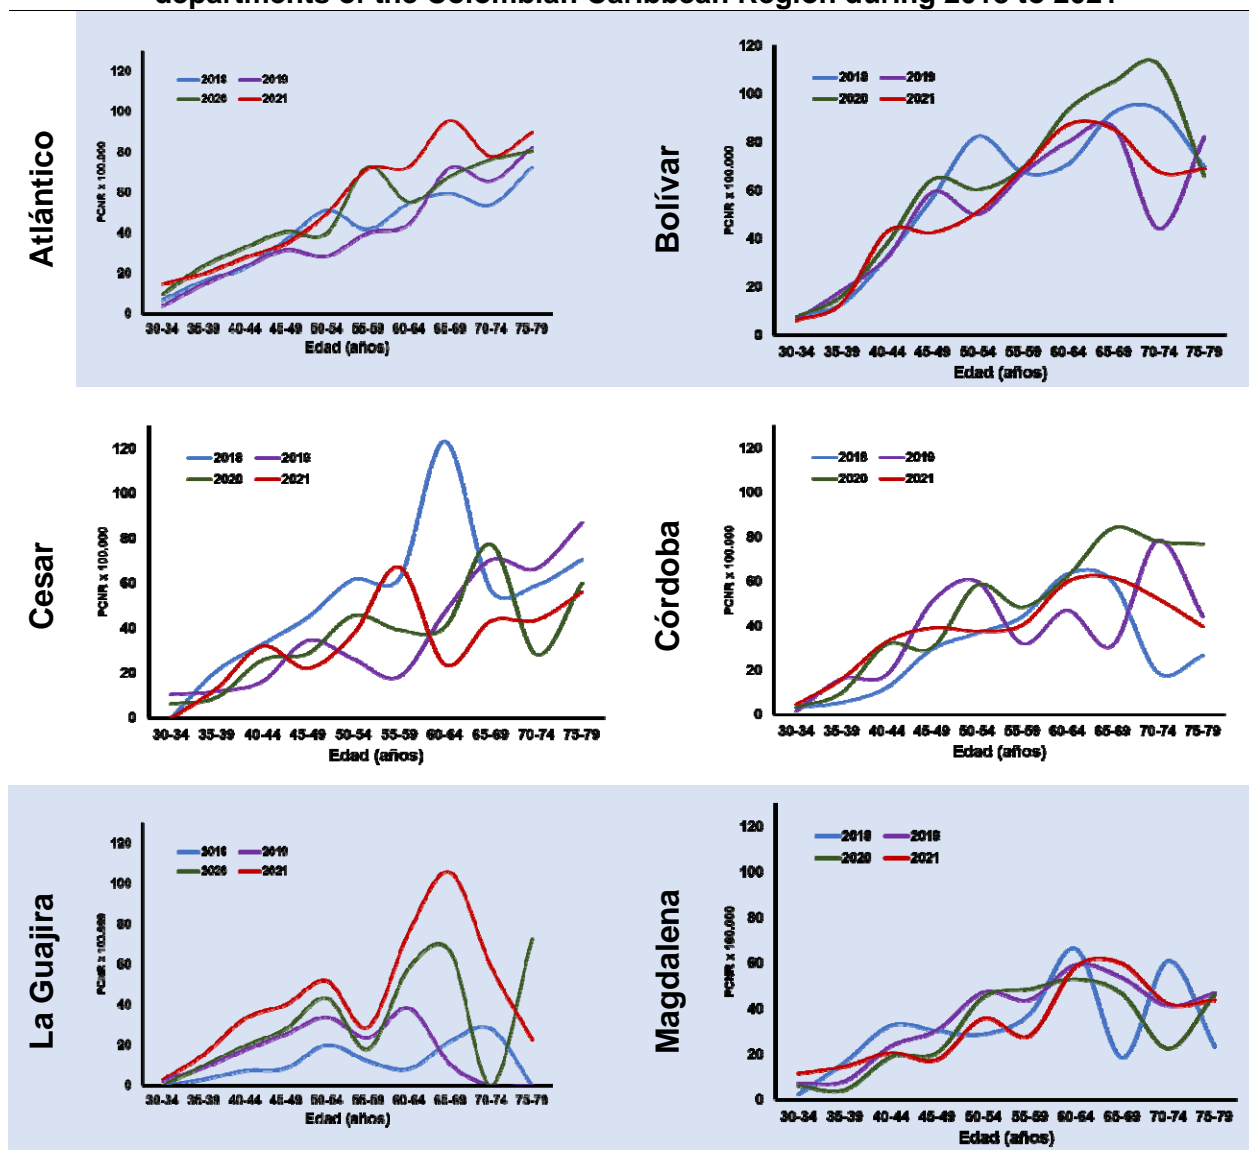 departments of the Colombian Caribbean Region during 2018 to 2021
Atlántico
PCNR x 100.000
120
100
80
60
40
20
0
2018 2019
2020 2021
30-34 35-39 40-44 45-49 50-54 55-59 60-64 65-69 70-74 75-79
Edad (años)
Bolívar
PCNR x 100.000
120
100
80
60
40
20
0
2018 2019
2020 2021
30-34 35-39 40-44 45-49 50-54 55-59 60-64 65-69 70-74 75-79
Edad (años)
Cesar
PCNR x 100.000
120
100
80
60
40
20
0
2018 2019
2020 2021
30-34 35-39 40-44 45-49 50-54 55-59 60-64 65-69 70-74 75-79
Edad (años)
Córdoba
PCNR x 100.000
120
100
80
60
40
20
0
2018 2019
2020 2021
30-34 35-39 40-44 45-49 50-54 55-59 60-64 65-69 70-74 75-79
Edad (años)
La Guajira
PCNR x 100.000
120
100
80
60
40
20
0
2018 2019
2020 2021
30-34 35-39 40-44 45-49 50-54 55-59 60-64 65-69 70-74 75-79
Edad (años)
Magdalena
PCNR x 100.000
120
100
80
60
40
20
0
2018 2019
2020 2021
30-34 35-39 40-44 45-49 50-54 55-59 60-64 65-69 70-74 75-79
Edad (años)